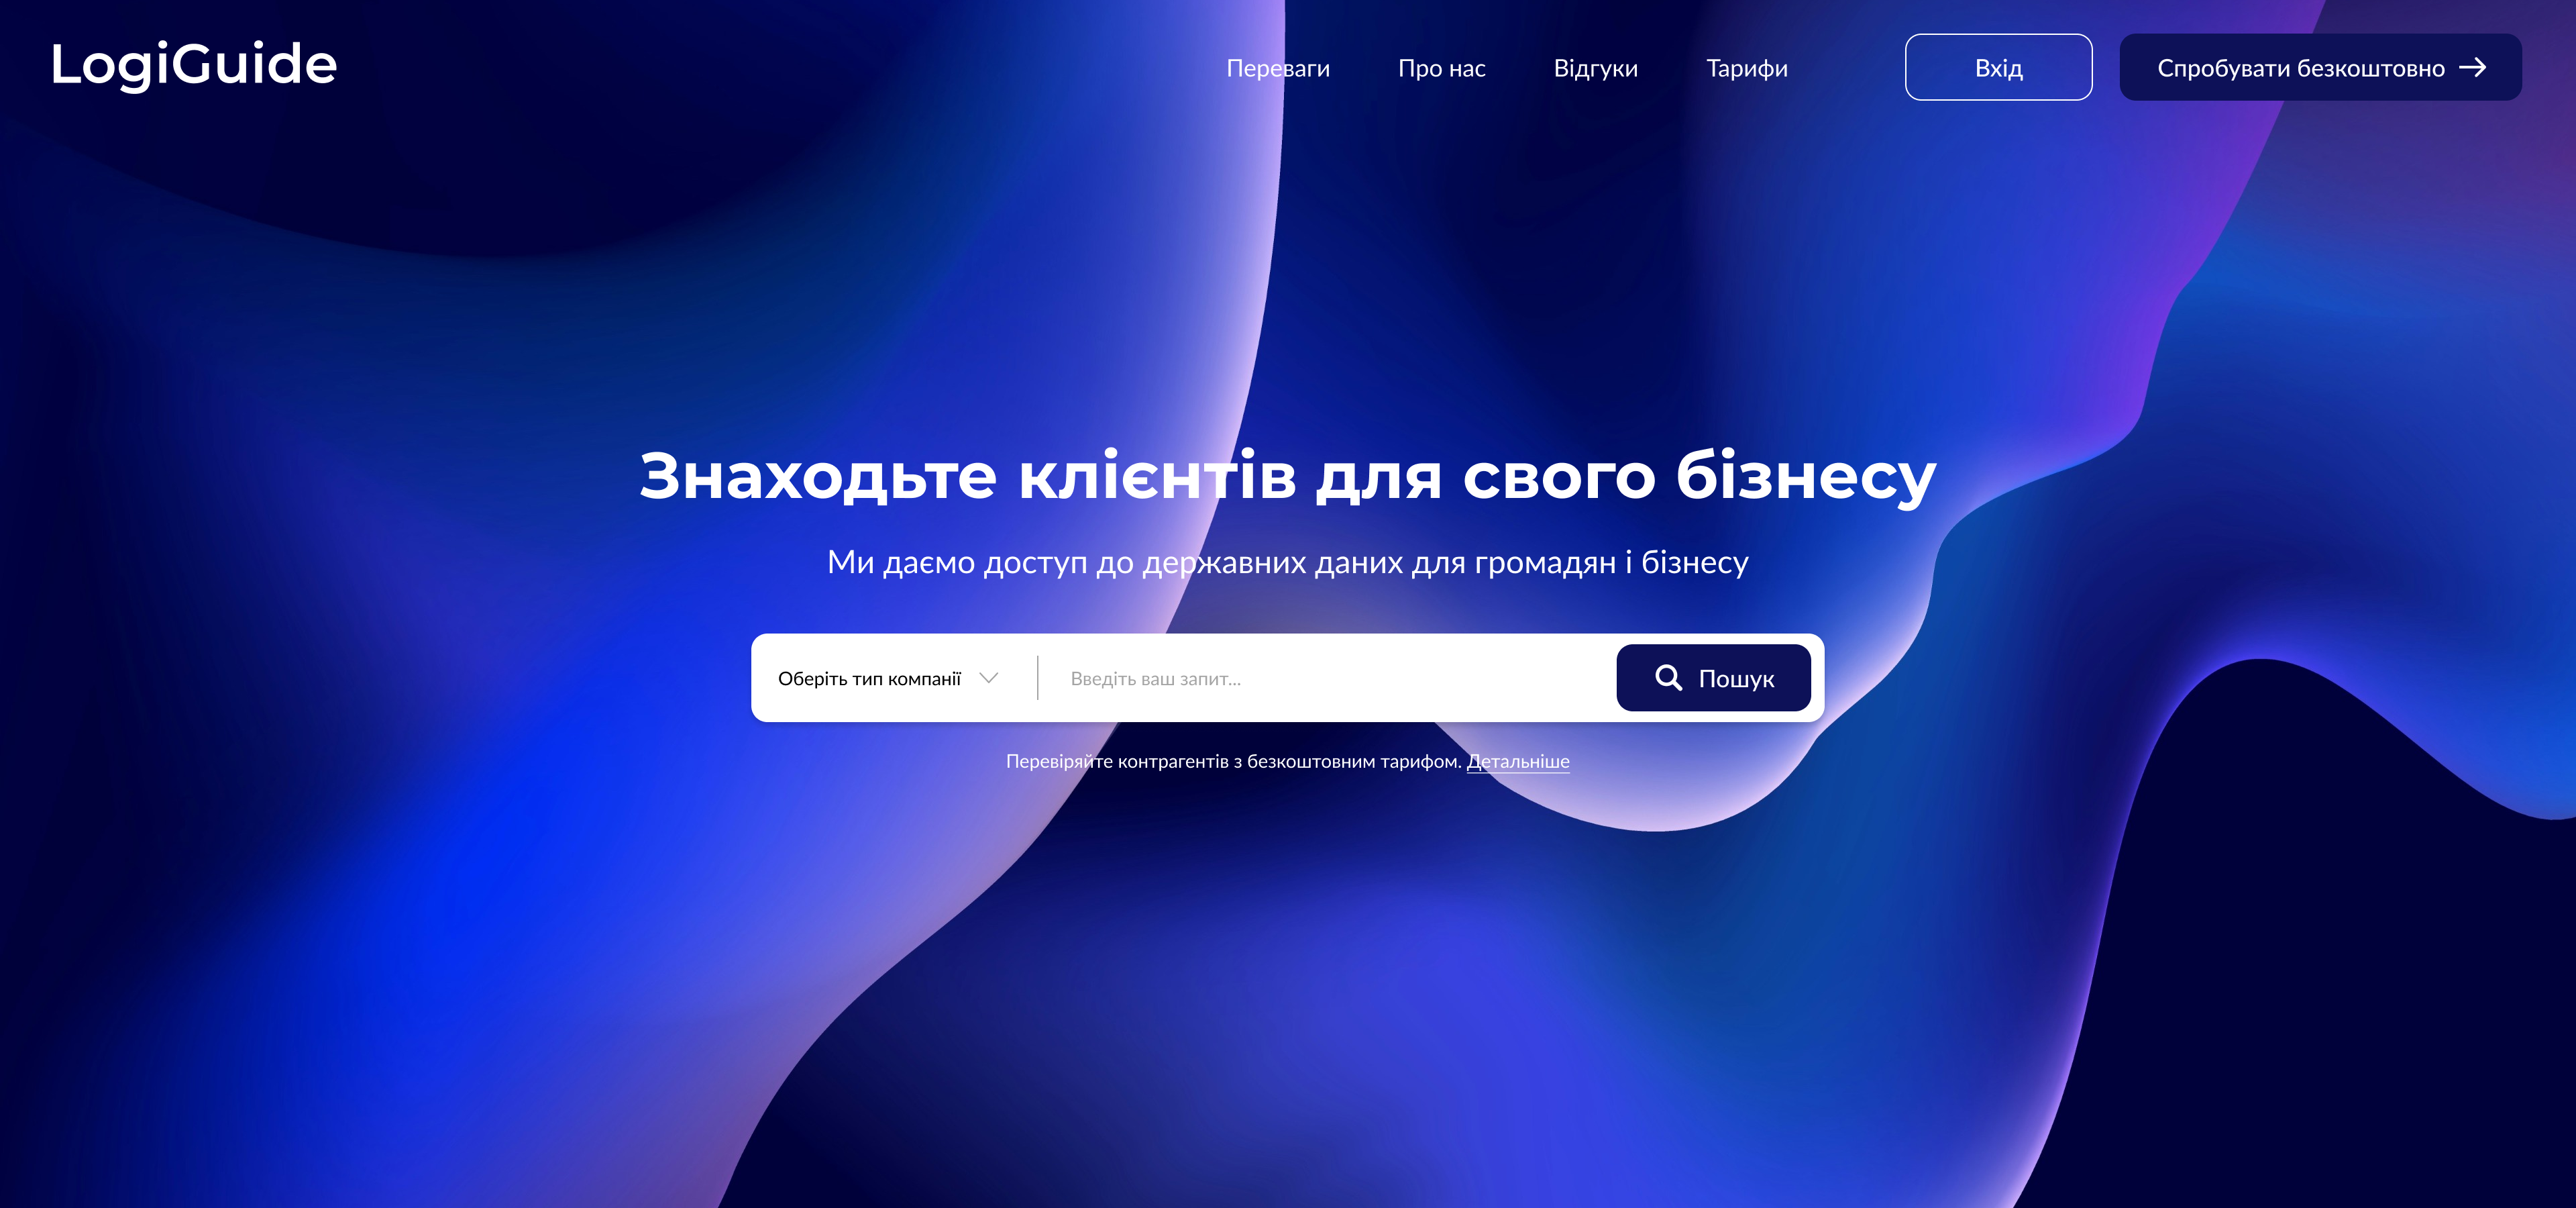 LogiGuide
Переваги Про нас Відгуки Тарифи Вхід Спробувати безкоштовно
Знаходьте клієнтів для свого бізнесу
Ми даємо доступ до державних даних для громадян і бізнесу
Оберіть тип компанії Введіть ваш запит... Пошук
Перевіряйте контрагентів з безкоштовним тарифом. Детальніше